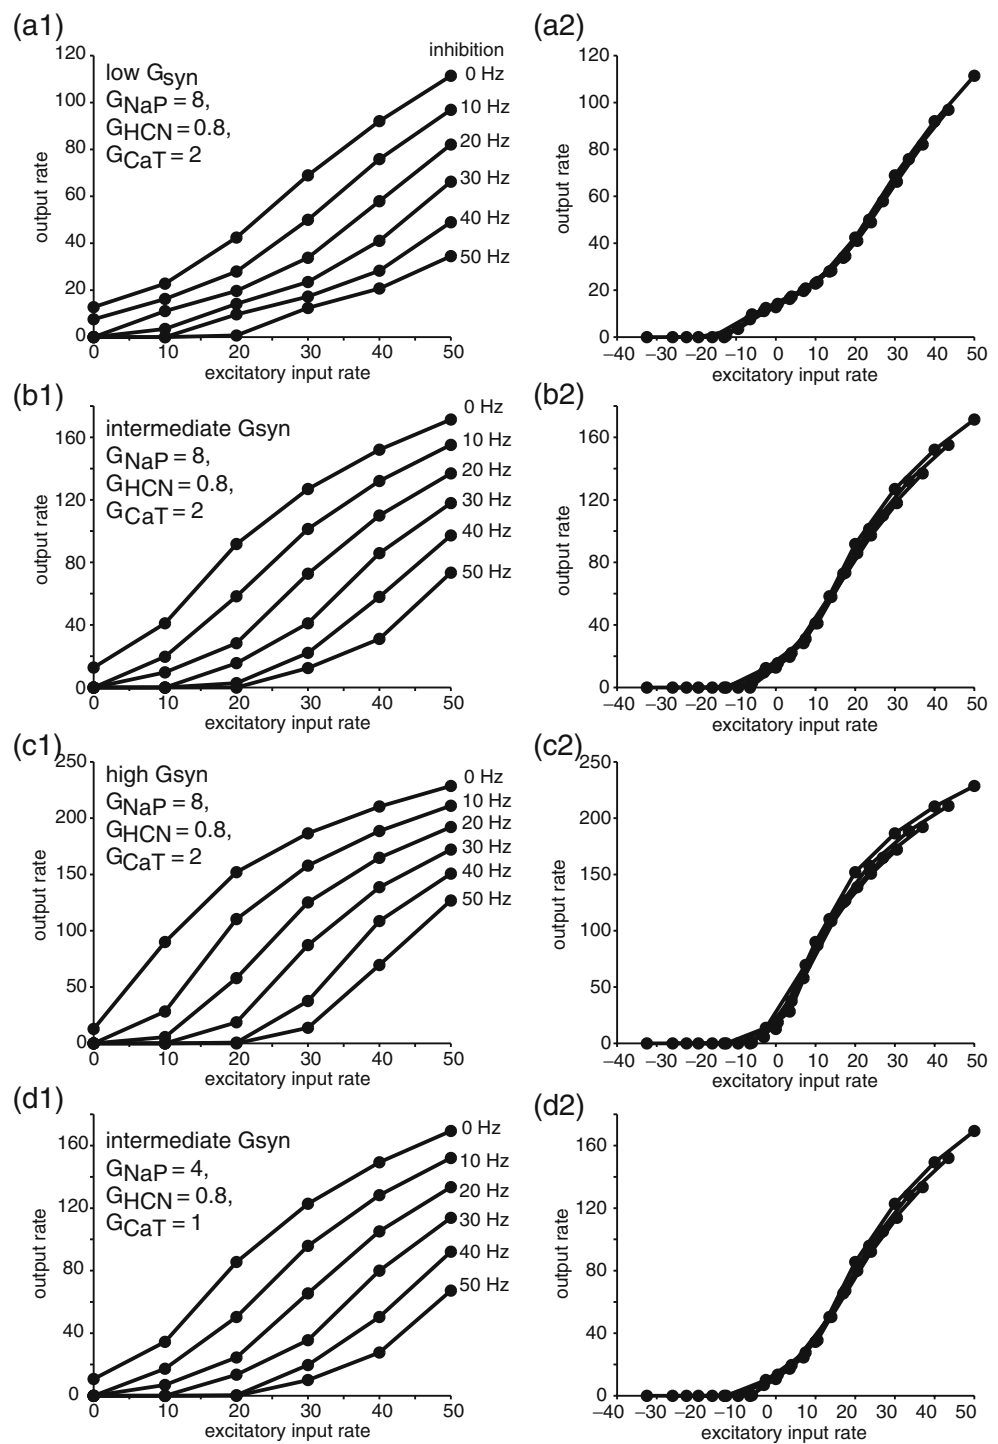 (a1)
(a2)
inhibition
low Gsyn
GNaP = 8,
GHCN = 0.8,
GCaT = 2
0 Hz
10 Hz
20 Hz
30 Hz
40 Hz
50 Hz
120
100
80
60
40
20
0
output rate
0 10 20 30 40 50
excitatory input rate
120
100
80
60
40
20
0
output rate
−40 −30 −20 −10 0 10 20 30 40 50
excitatory input rate
(b1)
(b2)
intermediate Gsyn
GNaP = 8,
GHCN = 0.8,
GCaT = 2
0 Hz
10 Hz
20 Hz
30 Hz
40 Hz
50 Hz
160
120
80
40
0
output rate
0 10 20 30 40 50
excitatory input rate
160
120
80
40
0
output rate
−40 −30 −20 −10 0 10 20 30 40 50
excitatory input rate
(c1)
(c2)
high Gsyn
GNaP = 8,
GHCN = 0.8,
GCaT = 2
0 Hz
10 Hz
20 Hz
30 Hz
40 Hz
50 Hz
250
200
150
100
50
0
output rate
0 10 20 30 40 50
excitatory input rate
250
200
150
100
50
0
output rate
−40 −30 −20 −10 0 10 20 30 40 50
excitatory input rate
(d1)
(d2)
intermediate Gsyn
GNaP = 4,
GHCN = 0.8,
GCaT = 1
0 Hz
10 Hz
20 Hz
30 Hz
40 Hz
50 Hz
160
120
80
40
0
output rate
0 10 20 30 40 50
excitatory input rate
160
120
80
40
0
output rate
−40 −30 −20 −10 0 10 20 30 40 50
excitatory input rate